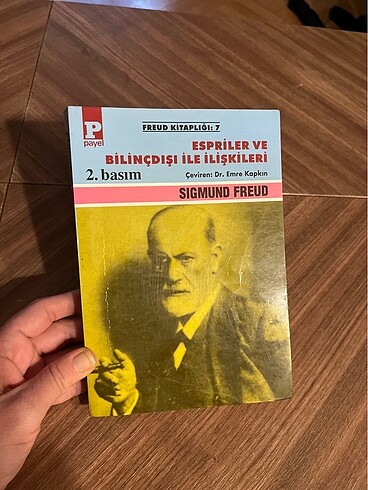 P
payel
FREUD KİTAPLIĞI: 7
ESPRİLER VE
BİLİNÇDIŞI İLE İLİŞKİLERİ
2. basım
Çeviren: Dr. Emre Kapkın
SIGMUND FREUD